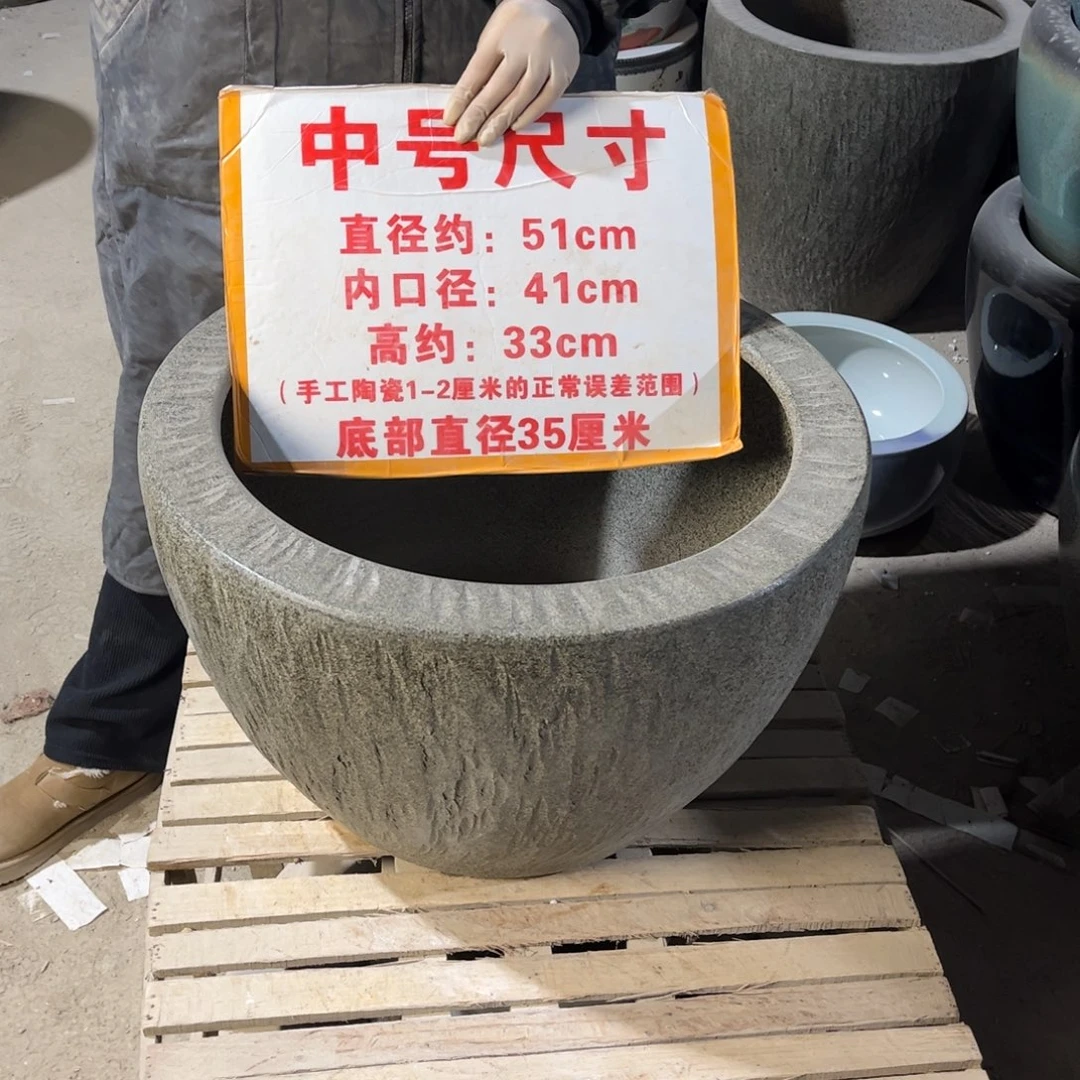 中号尺寸
直径约：51cm
内口径：41cm
高约：33cm
（手工陶瓷1-2厘米的正常误差范围）
底部直径35厘米